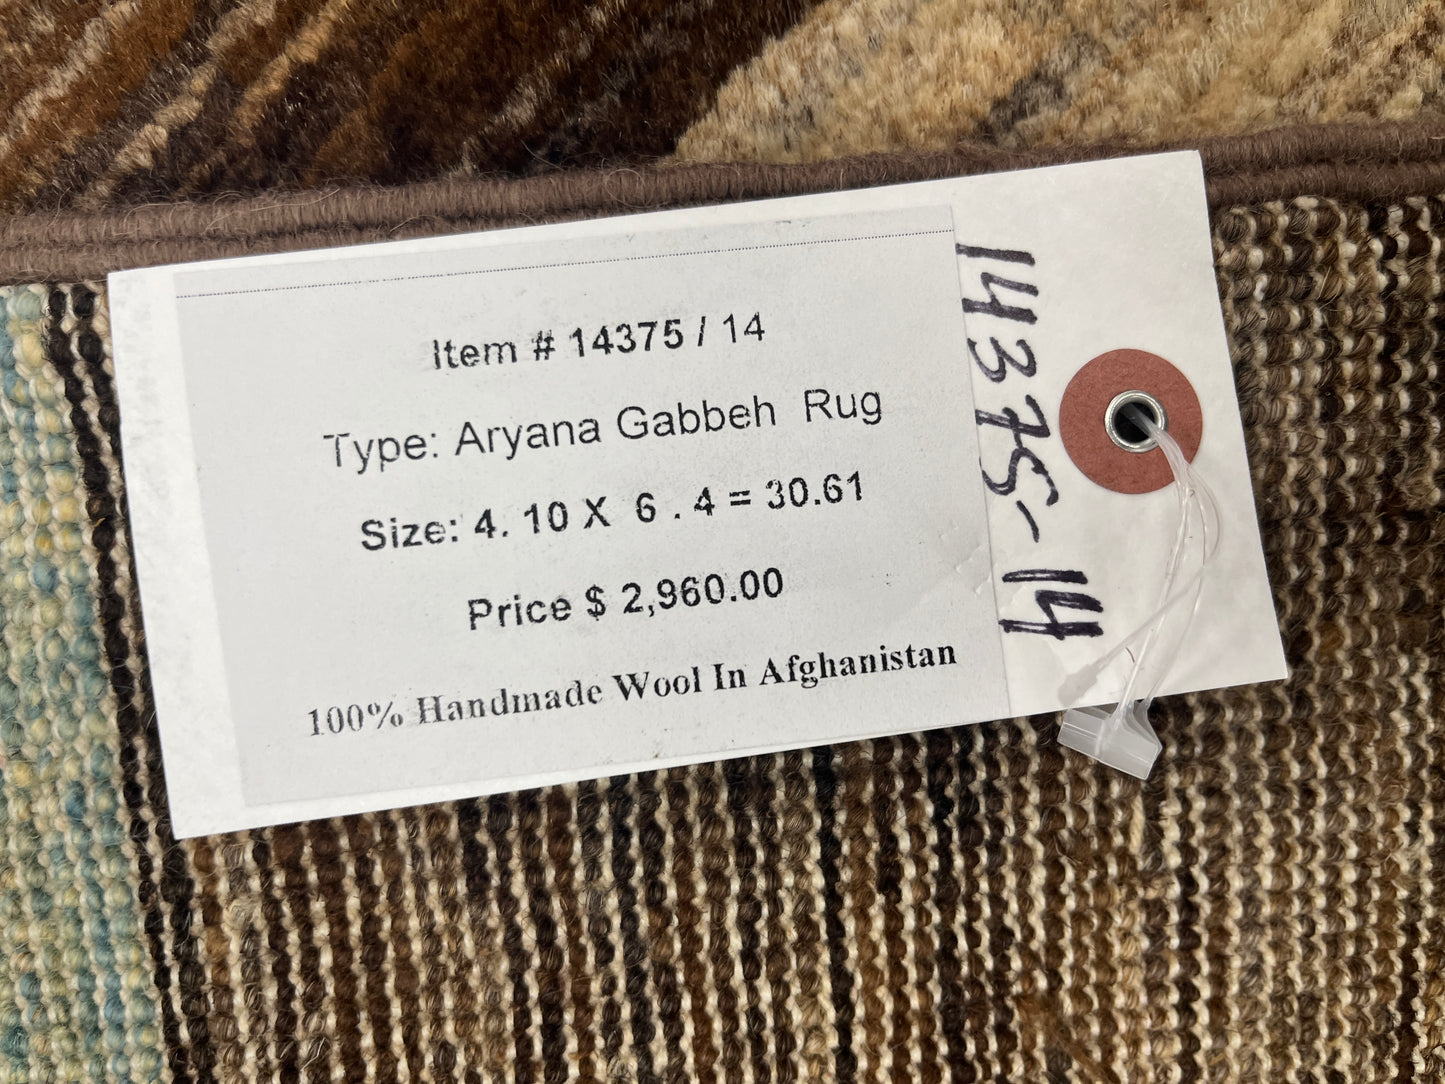 Item # 14375 / 14
Type: Aryana Gabbeh Rug
Size: 4. 10 X 6 . 4 = 30.61
Price $ 2,960.00
100% Handmade Wool In Afghanistan
14375-14